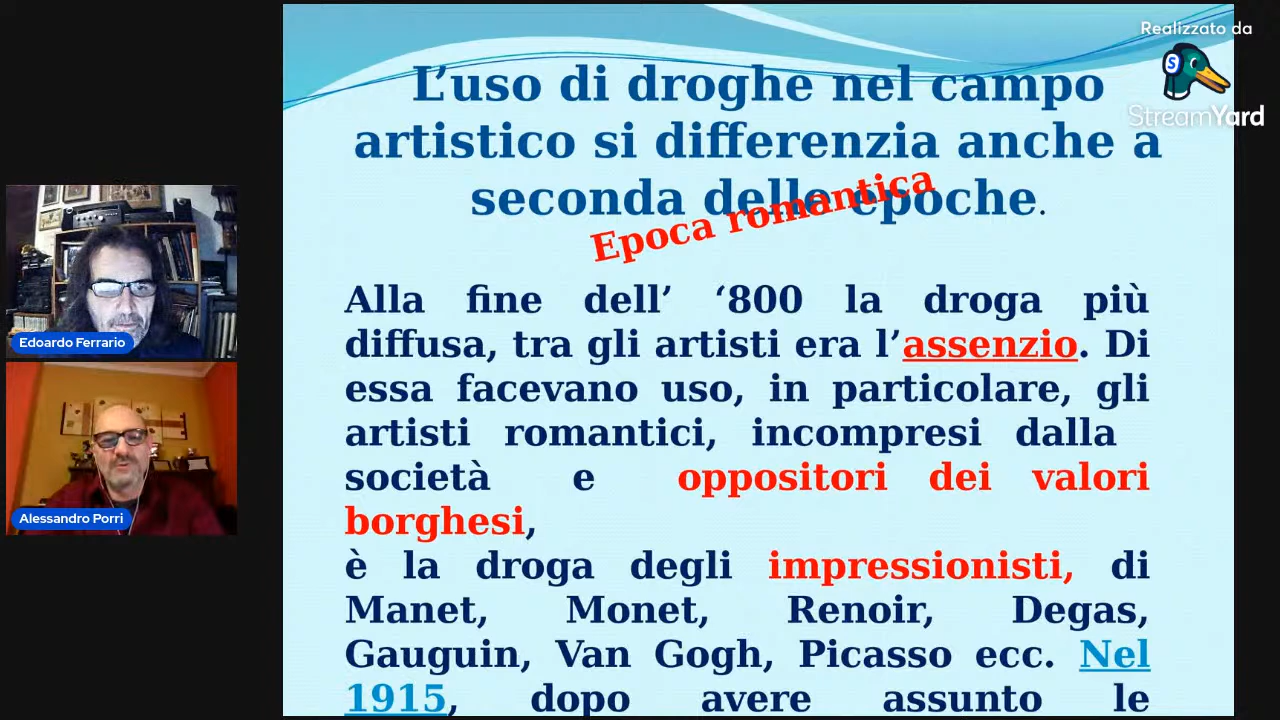 Realizzato da
StreamYard
L’uso di droghe nel campo
artistico si differenzia anche a
seconda delle epoche.
Epoca romantica
Alla fine dell’ ‘800 la droga più
diffusa, tra gli artisti era l’assenzio. Di
essa facevano uso, in particolare, gli
artisti romantici, incompresi dalla
società e oppositori dei valori
borghesi,
è la droga degli impressionisti, di
Manet, Monet, Renoir, Degas,
Gauguin, Van Gogh, Picasso ecc. Nel
1915, dopo avere assunto le
Edoardo Ferrario
Alessandro Porri